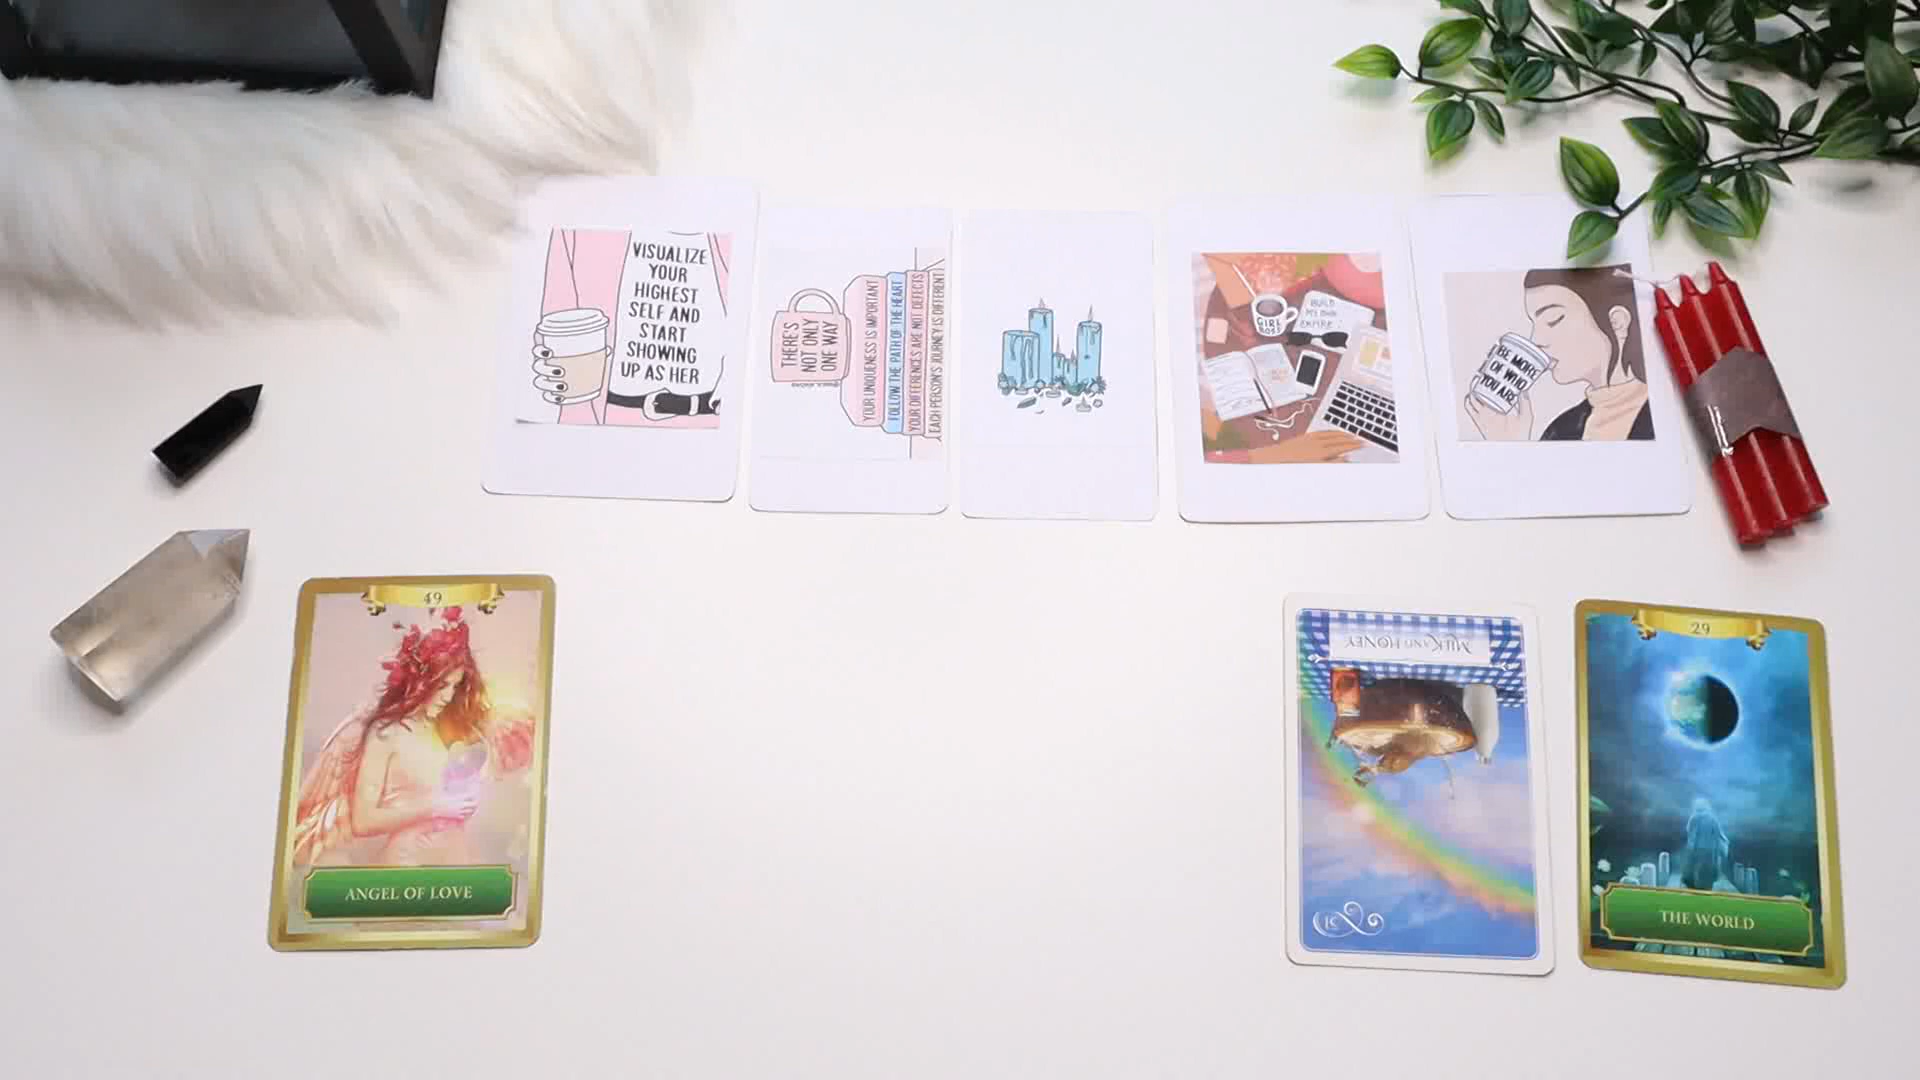 VISUALIZE
YOUR
HIGHEST
SELF AND
START
SHOWING
UP AS HER
THERE'S
NOT ONLY
ONE WAY
YOUR UNIQUENESS IS IMPORTANT
FOLLOW THE PATH OF THE HEART
YOUR DIFFERENCES ARE NOT DEFECTS
EACH PERSON'S JOURNEY IS DIFFERENT
GIRL
BOSS
BUILD
MY OWN
EMPIRE
BE MORE
OF WHO
YOU ARE
49
ANGEL OF LOVE
MILK AND HONEY
29
THE WORLD